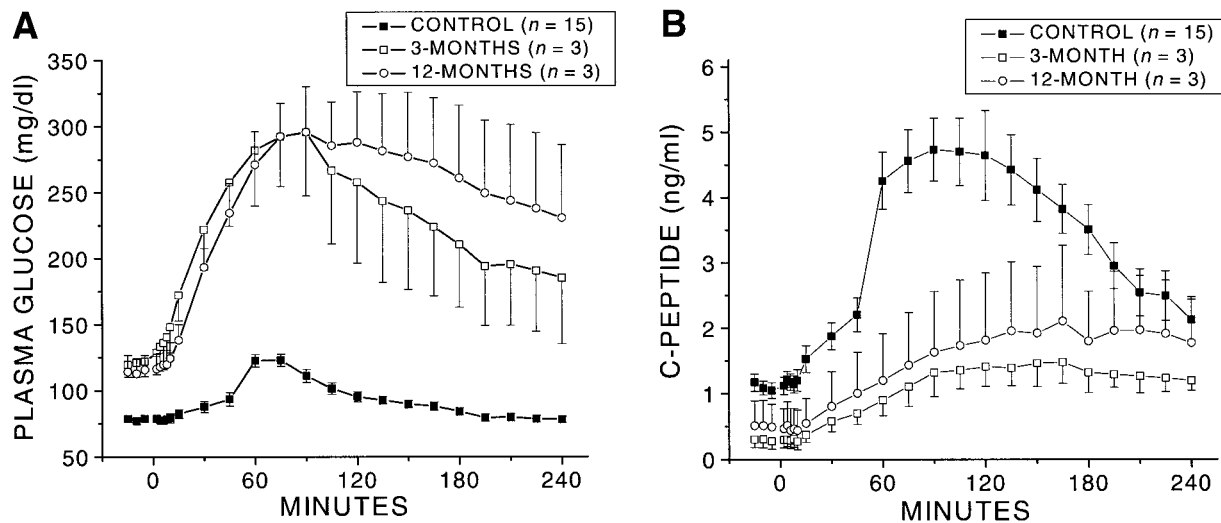 A
CONTROL (n = 15)
3-MONTHS (n = 3)
12-MONTHS (n = 3)
PLASMA GLUCOSE (mg/dl)
350
300
250
200
150
100
50
0 60 120 180 240
MINUTES
B
CONTROL (n = 15)
3-MONTH (n = 3)
12-MONTH (n = 3)
C-PEPTIDE (ng/ml)
6
5
4
3
2
1
0
0 60 120 180 240
MINUTES